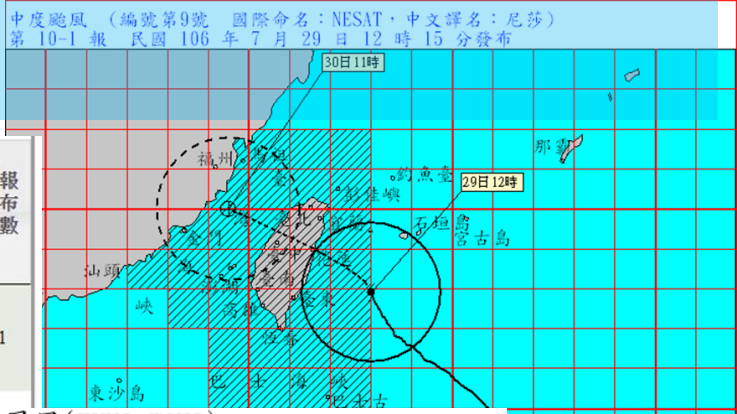 中度颱風 (編號第9號 國際命名：NESAT，中文譯名：尼莎)
第 10-1 報 民國 106 年 7 月 29 日 12 時 15 分發布
30日11時
報
布
數
1
福州
馬祖
臺
釣魚臺
彭佳嶼
那霸
29日12時
臺北
宜蘭
石垣島
宮古島
金門
臺中
花蓮
汕頭
海
澎湖
臺南
臺東
峽
高雄
恆春
東沙島
巴士海峽
巴士古